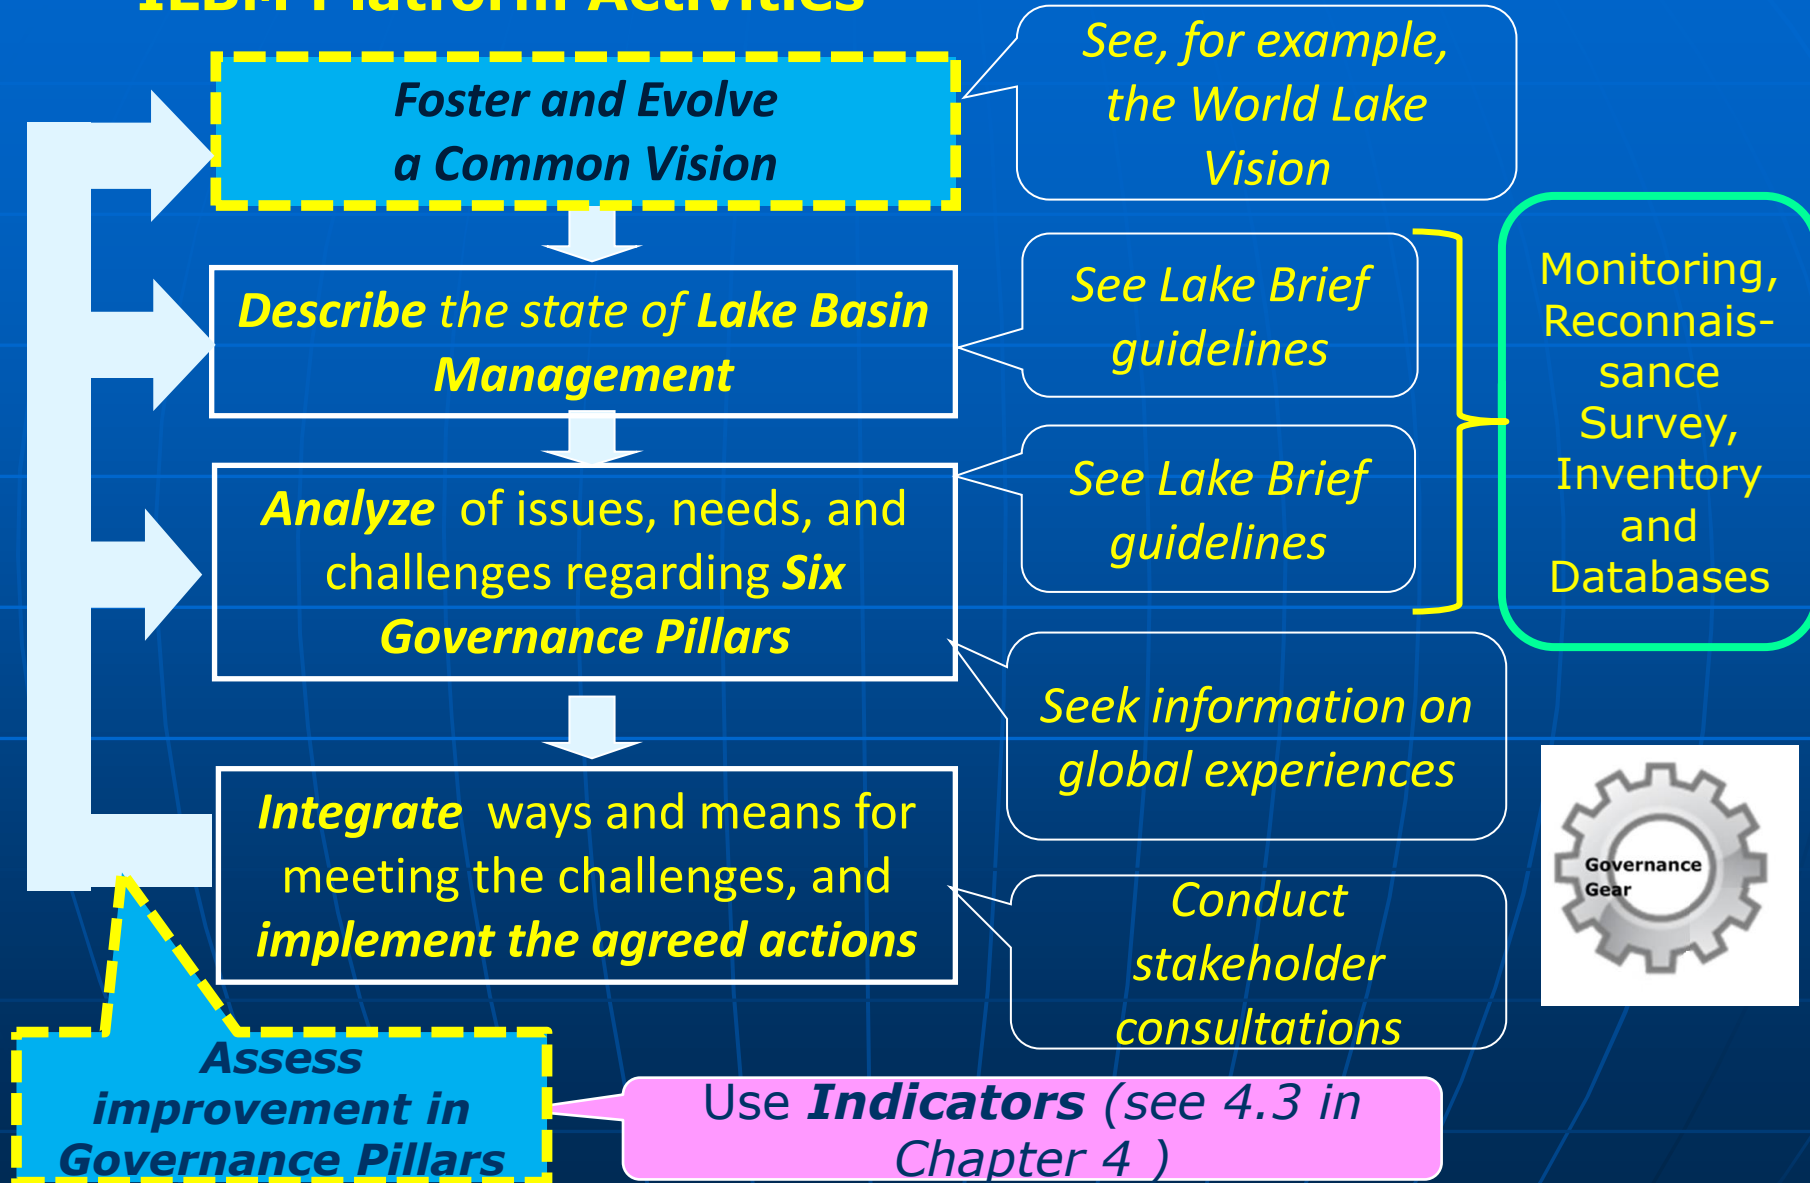 ILBM Platform Activities
Foster and Evolve
a Common Vision
See, for example,
the World Lake
Vision
Describe the state of Lake Basin
Management
See Lake Brief
guidelines
Monitoring,
Reconnais-
sance
Survey,
Inventory
and
Databases
Analyze of issues, needs, and
challenges regarding Six
Governance Pillars
See Lake Brief
guidelines
Seek information on
global experiences
Integrate ways and means for
meeting the challenges, and
implement the agreed actions
Conduct
stakeholder
consultations
Governance
Gear
Assess
improvement in
Governance Pillars
Use Indicators (see 4.3 in
Chapter 4 )